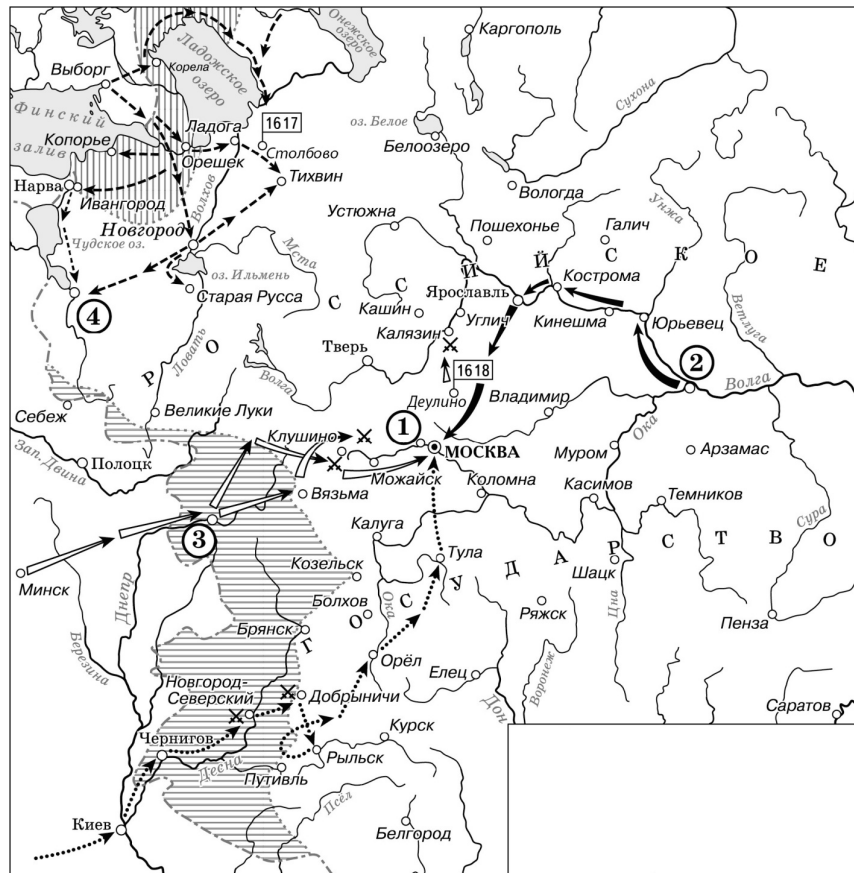 Онежское
озеро
Каргополь
Ладожское
озеро
Корела
Выборг
Сухона
Финский
залив
Ладога
1617
оз. Белое
Копорье
Столбово
Белоозеро
Орешек
Тихвин
Вологда
Нарва
Ивангород
Волхов
Устюжна
Унжа
Новгород
Пошехонье
Галич
Чудское оз.
Мста
оз. Ильмень
РОССИЙСКОЕ
Кострома
Старая Русса
Ярославль
4
Кашин
Углич
Кинешма
Юрьевец
Ветлуга
Калязин
Ловать
Тверь
1618
2
Волга
Волга
Деулино
Владимир
Себеж
Великие Луки
Клушино
1
Ока
МОСКВА
Муром
Арзамас
Зап. Двина
Полоцк
Можайск
Вязьма
Коломна
Касимов
Темников
3
Калуга
Сура
ГОСУДАРСТВО
Тула
Минск
Днепр
Козельск
Шацк
Болхов
Ока
Ряжск
Цна
Пенза
Березина
Брянск
Орёл
Елец
Воронеж
Новгород-
Северский
Добрыничи
Дон
Саратов
Чернигов
Курск
Десна
Рыльск
Путивль
Псёл
Киев
Белгород